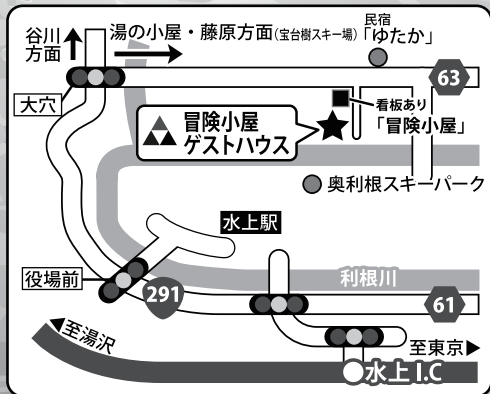 谷川
方面
湯の小屋・藤原方面(宝台樹スキー場)
民宿
「ゆたか」
63
大穴
看板あり
「冒険小屋」
冒険小屋
ゲストハウス
奥利根スキーパーク
水上駅
役場前
291
利根川
61
◀至湯沢
至東京▶
水上I.C